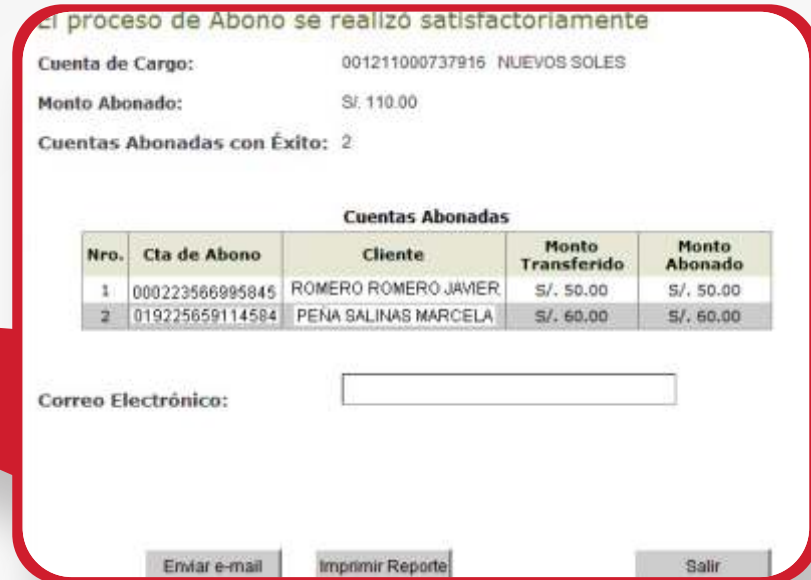 El proceso de Abono se realizó satisfactoriamente
Cuenta de Cargo: 001211000737916 NUEVOS SOLES
Monto Abonado: S/. 110.00
Cuentas Abonadas con Éxito: 2
Cuentas Abonadas
Nro. Cta de Abono Cliente Monto Transferido Monto Abonado
1 000223566995845 ROMERO ROMERO JAVIER S/. 50.00 S/. 50.00
2 019225659114584 PEÑA SALINAS MARCELA S/. 60.00 S/. 60.00
Correo Electrónico:
Enviar e-mail Imprimir Reporte Salir